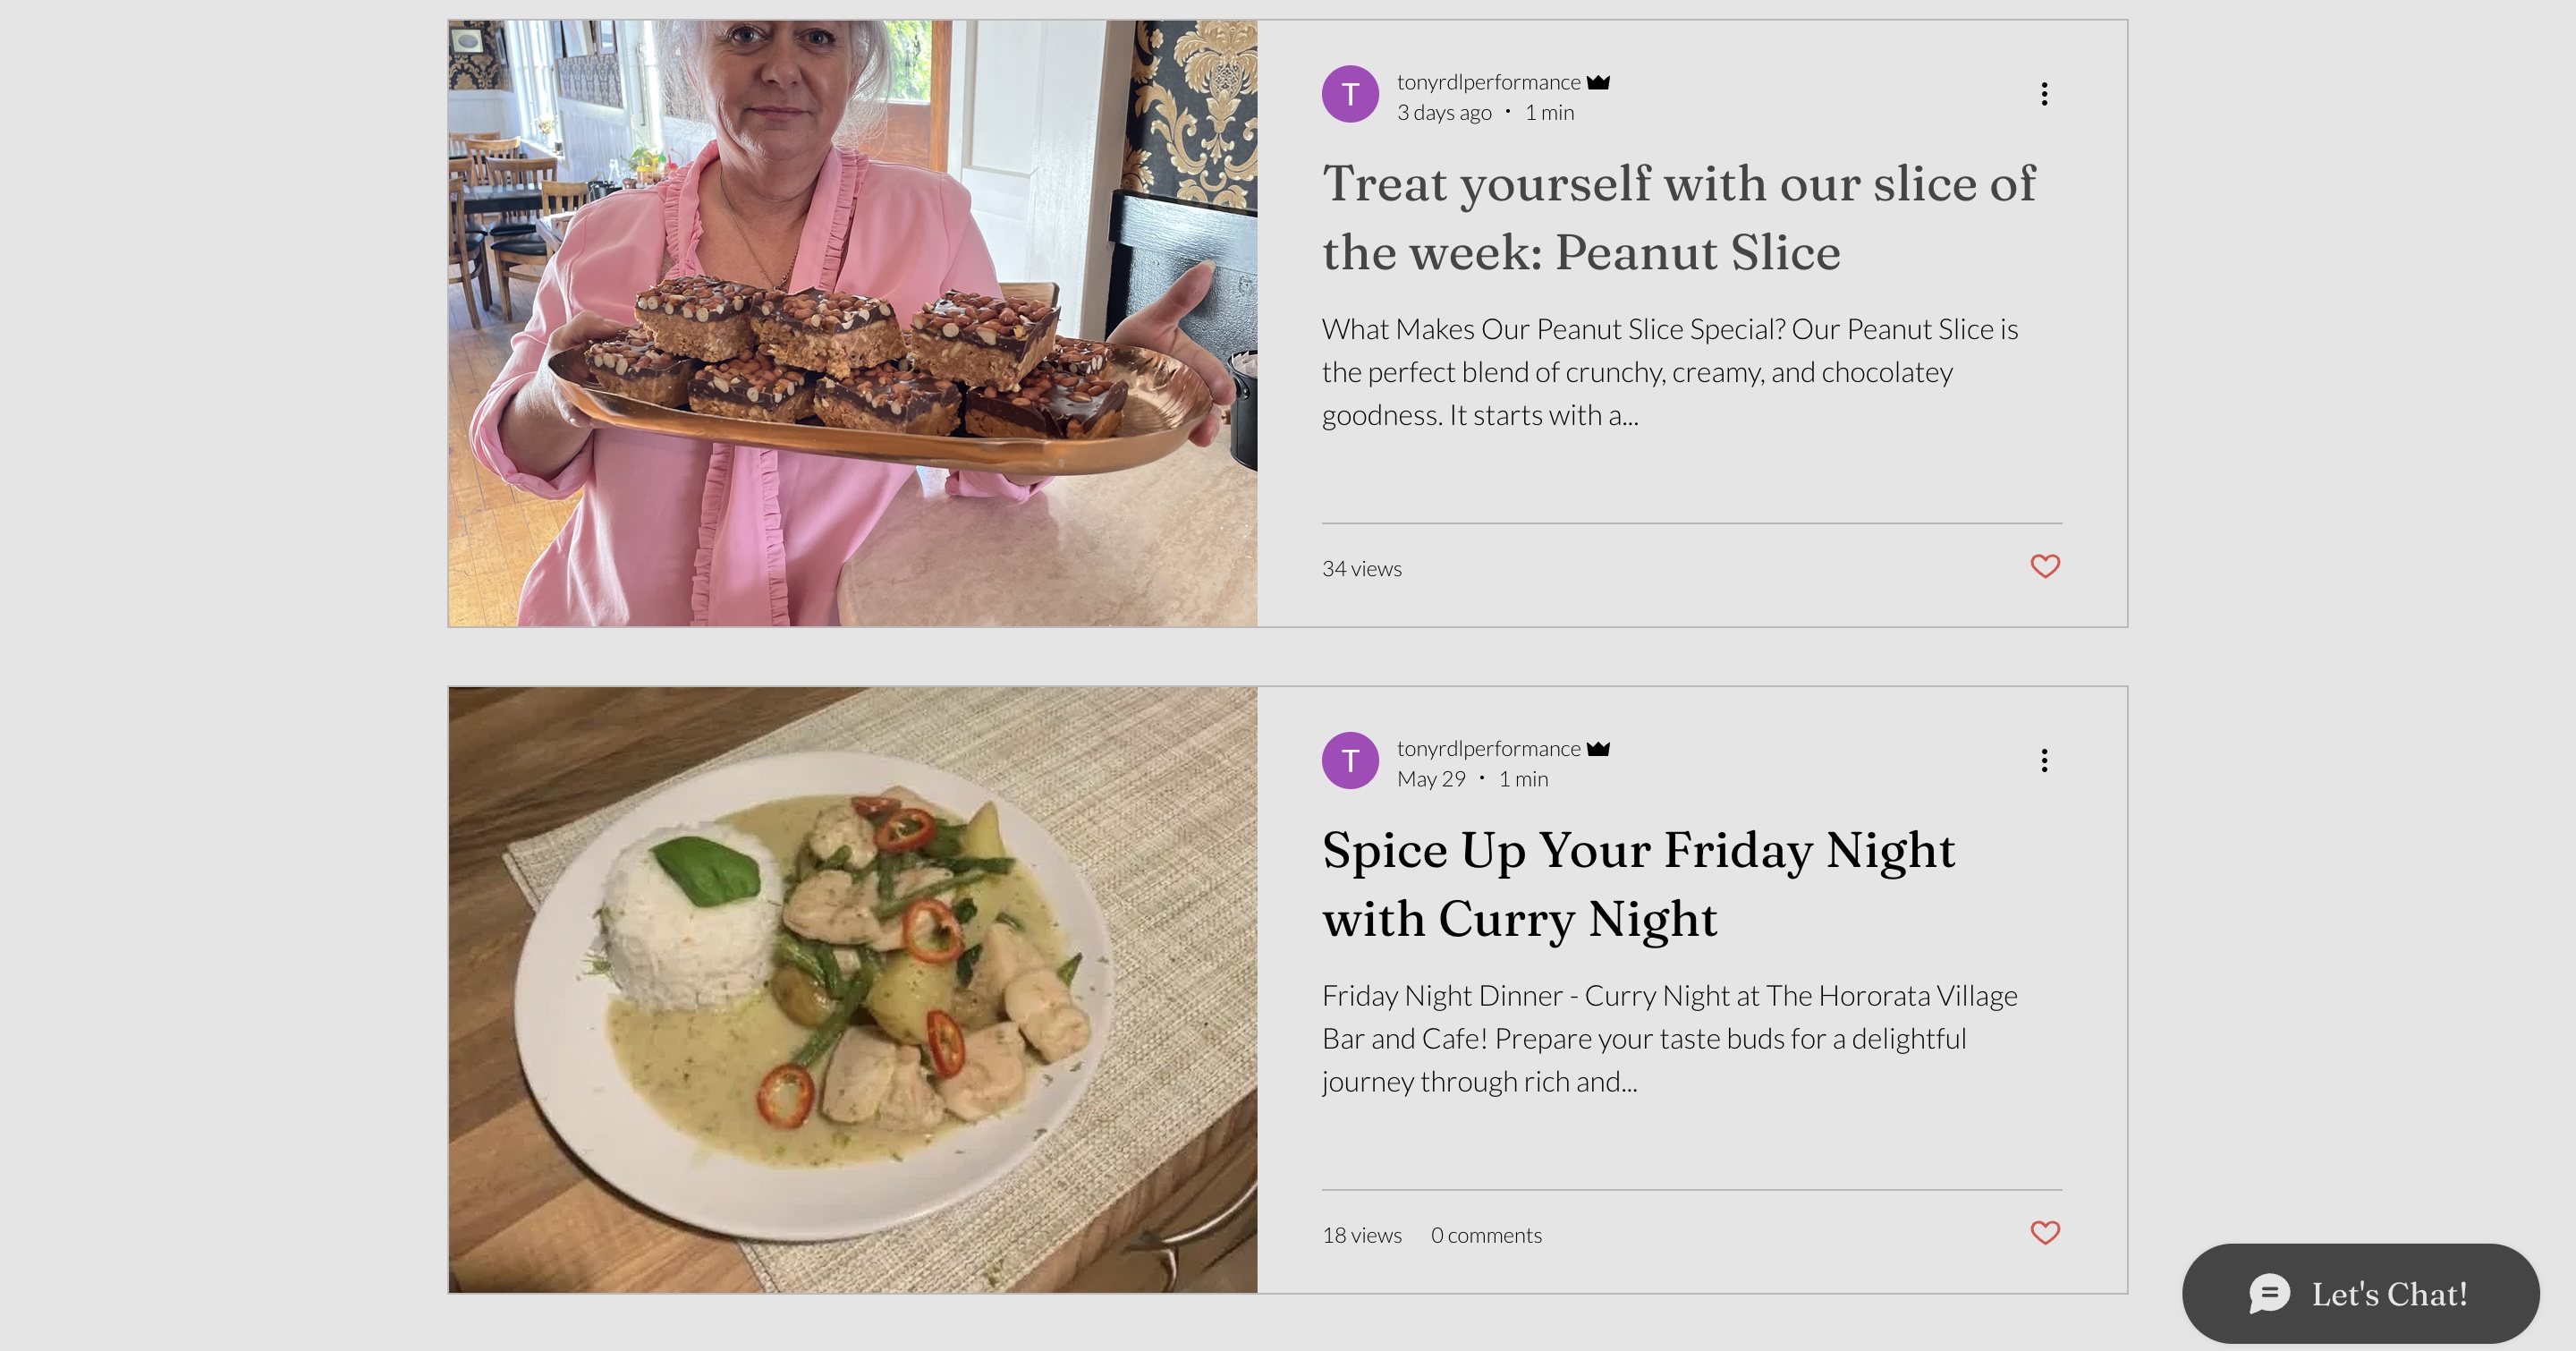 T
tonyrdlperformance
3 days ago · 1 min
Treat yourself with our slice of
the week: Peanut Slice
What Makes Our Peanut Slice Special? Our Peanut Slice is
the perfect blend of crunchy, creamy, and chocolatey
goodness. It starts with a...
34 views
T
tonyrdlperformance
May 29 · 1 min
Spice Up Your Friday Night
with Curry Night
Friday Night Dinner - Curry Night at The Hororata Village
Bar and Cafe! Prepare your taste buds for a delightful
journey through rich and...
18 views 0 comments
Let's Chat!